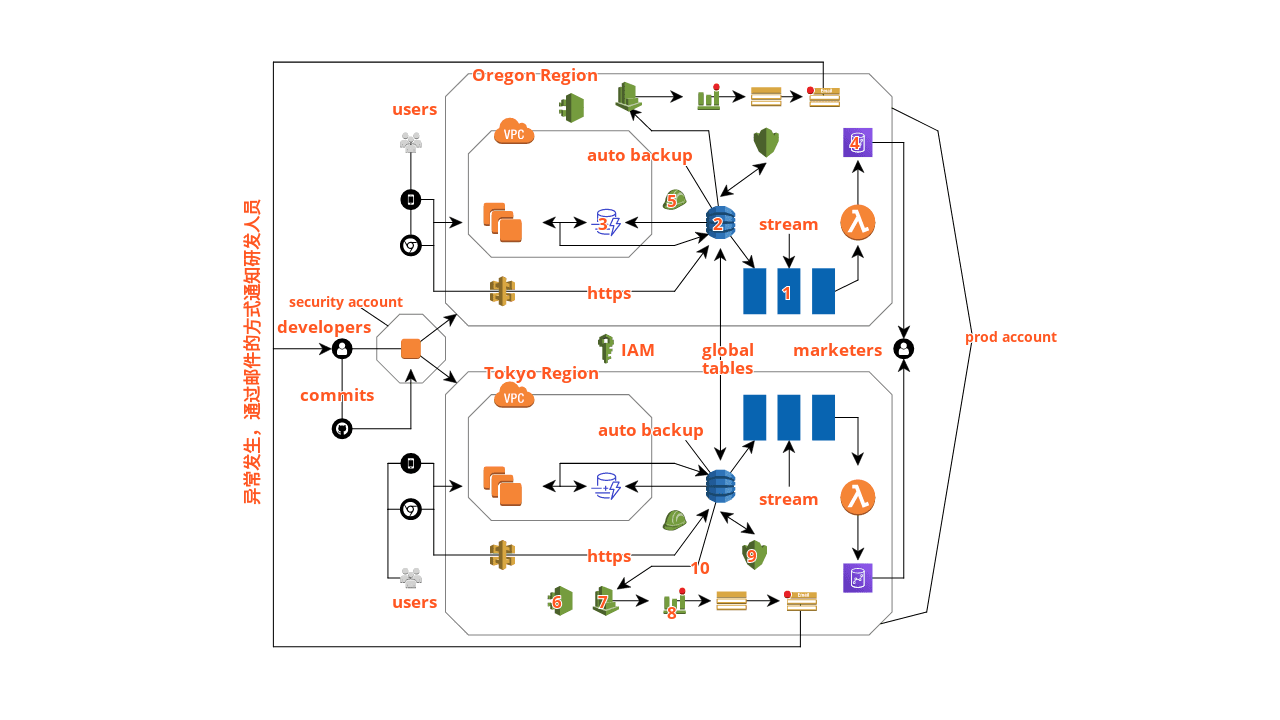 Oregon Region
Email
users
VPC
auto backup
4
5
3
2
stream
https
1
security account
developers
IAM
global
tables
marketers
prod account
异常发生，通过邮件的方式通知研发人员
Tokyo Region
commits
VPC
auto backup
stream
https
9
10
users
6
7
8
Email